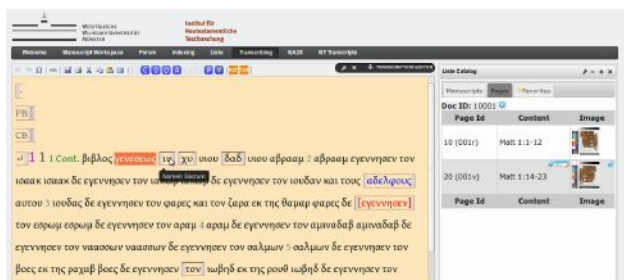 WESTFÄLISCHE
WILHELMS-UNIVERSITÄT
MÜNSTER
Institut für
Neutestamentliche
Textforschung
Welcome Manuscript Workspace Forum Indexing Liste Transcribing NA28 NT Transcripts
TRANSCRIPTION EDITOR
Liste Catalog
Manuscripts Pages Favorites
Doc ID: 10001
Page Id Content Image
10 (001r) Matt 1:1-12
20 (001v) Matt 1:14-23
Page Id Content Image
PB
CB
1 1 1 Cont. βιβλος γενεσεως ιυ χυ υιου δαδ υιου αβρααμ 2 αβρααμ εγεννησεν τον
ισαακ ισαακ δε εγεννησεν τον ιακωβ ιακωβ δε εγεννησεν τον ιουδαν και τους αδελφους
Nomen Sacrum
αυτου 3 ιουδας δε εγεννησεν τον φαρες και τον ζαρα εκ της θαμαρ φαρες δε [εγεννησεν]
τον εσρωμ εσρωμ δε εγεννησεν τον αραμ 4 αραμ δε εγεννησεν τον αμιναδαβ αμιναδαβ δε
εγεννησεν τον ναασσων ναασσων δε εγεννησεν τον σαλμων 5 σαλμων δε εγεννησεν τον
βοες εκ της ραχαβ βοες δε εγεννησεν τον ιωβηδ εκ της ρουθ ιωβηδ δε εγεννησεν τον